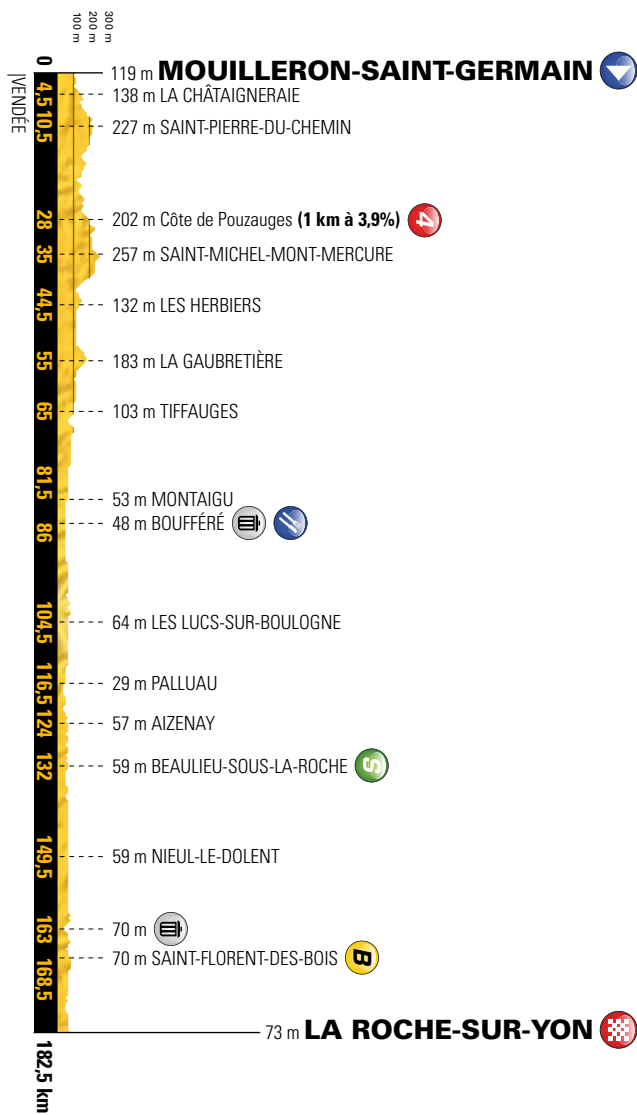 100 m
200 m
300 m
0
119 m MOUILLERON-SAINT-GERMAIN
VENDÉE
4,5
138 m LA CHÂTAIGNERAIE
10,5
227 m SAINT-PIERRE-DU-CHEMIN
28
202 m Côte de Pouzauges (1 km à 3,9%) 4
35
257 m SAINT-MICHEL-MONT-MERCURE
44,5
132 m LES HERBIERS
55
183 m LA GAUBRETIÈRE
65
103 m TIFFAUGES
81,5
53 m MONTAIGU
86
48 m BOUFFÉRÉ
104,5
64 m LES LUCS-SUR-BOULOGNE
116,5
29 m PALLUAU
124
57 m AIZENAY
132
59 m BEAULIEU-SOUS-LA-ROCHE S
149,5
59 m NIEUL-LE-DOLENT
163
70 m
168,5
70 m SAINT-FLORENT-DES-BOIS B
182,5 km
73 m LA ROCHE-SUR-YON